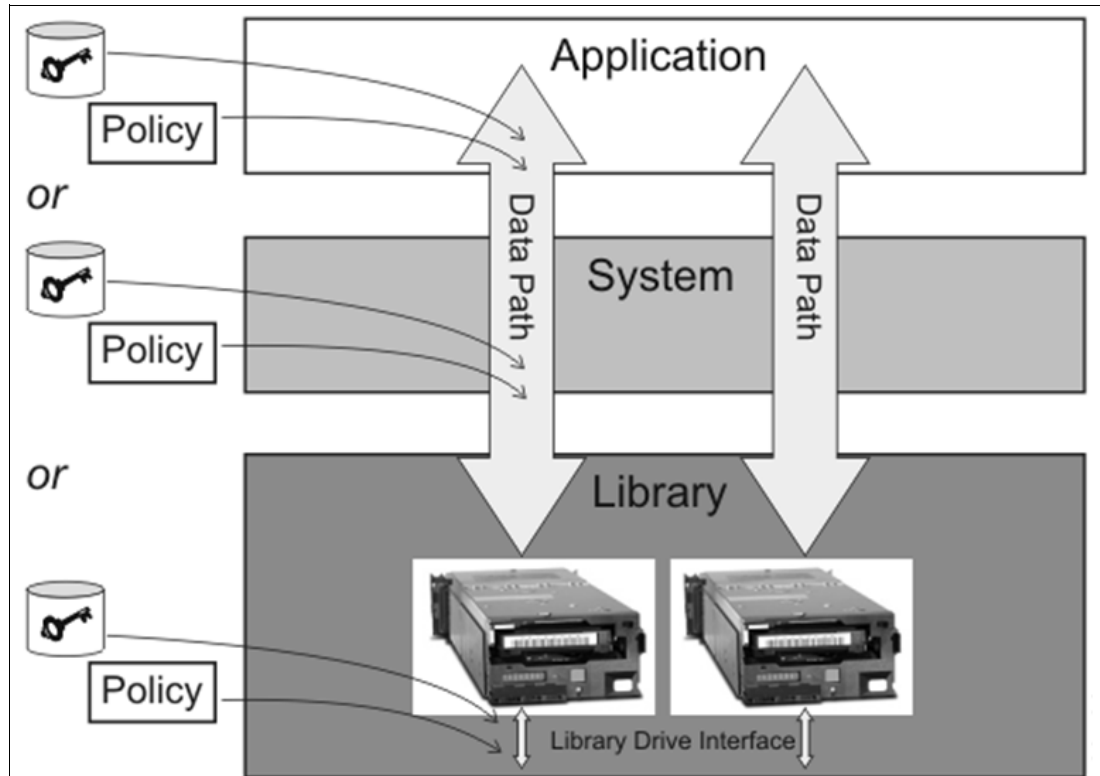 Application
Policy
or
Data Path
Data Path
System
Policy
or
Library
Policy
Library Drive Interface